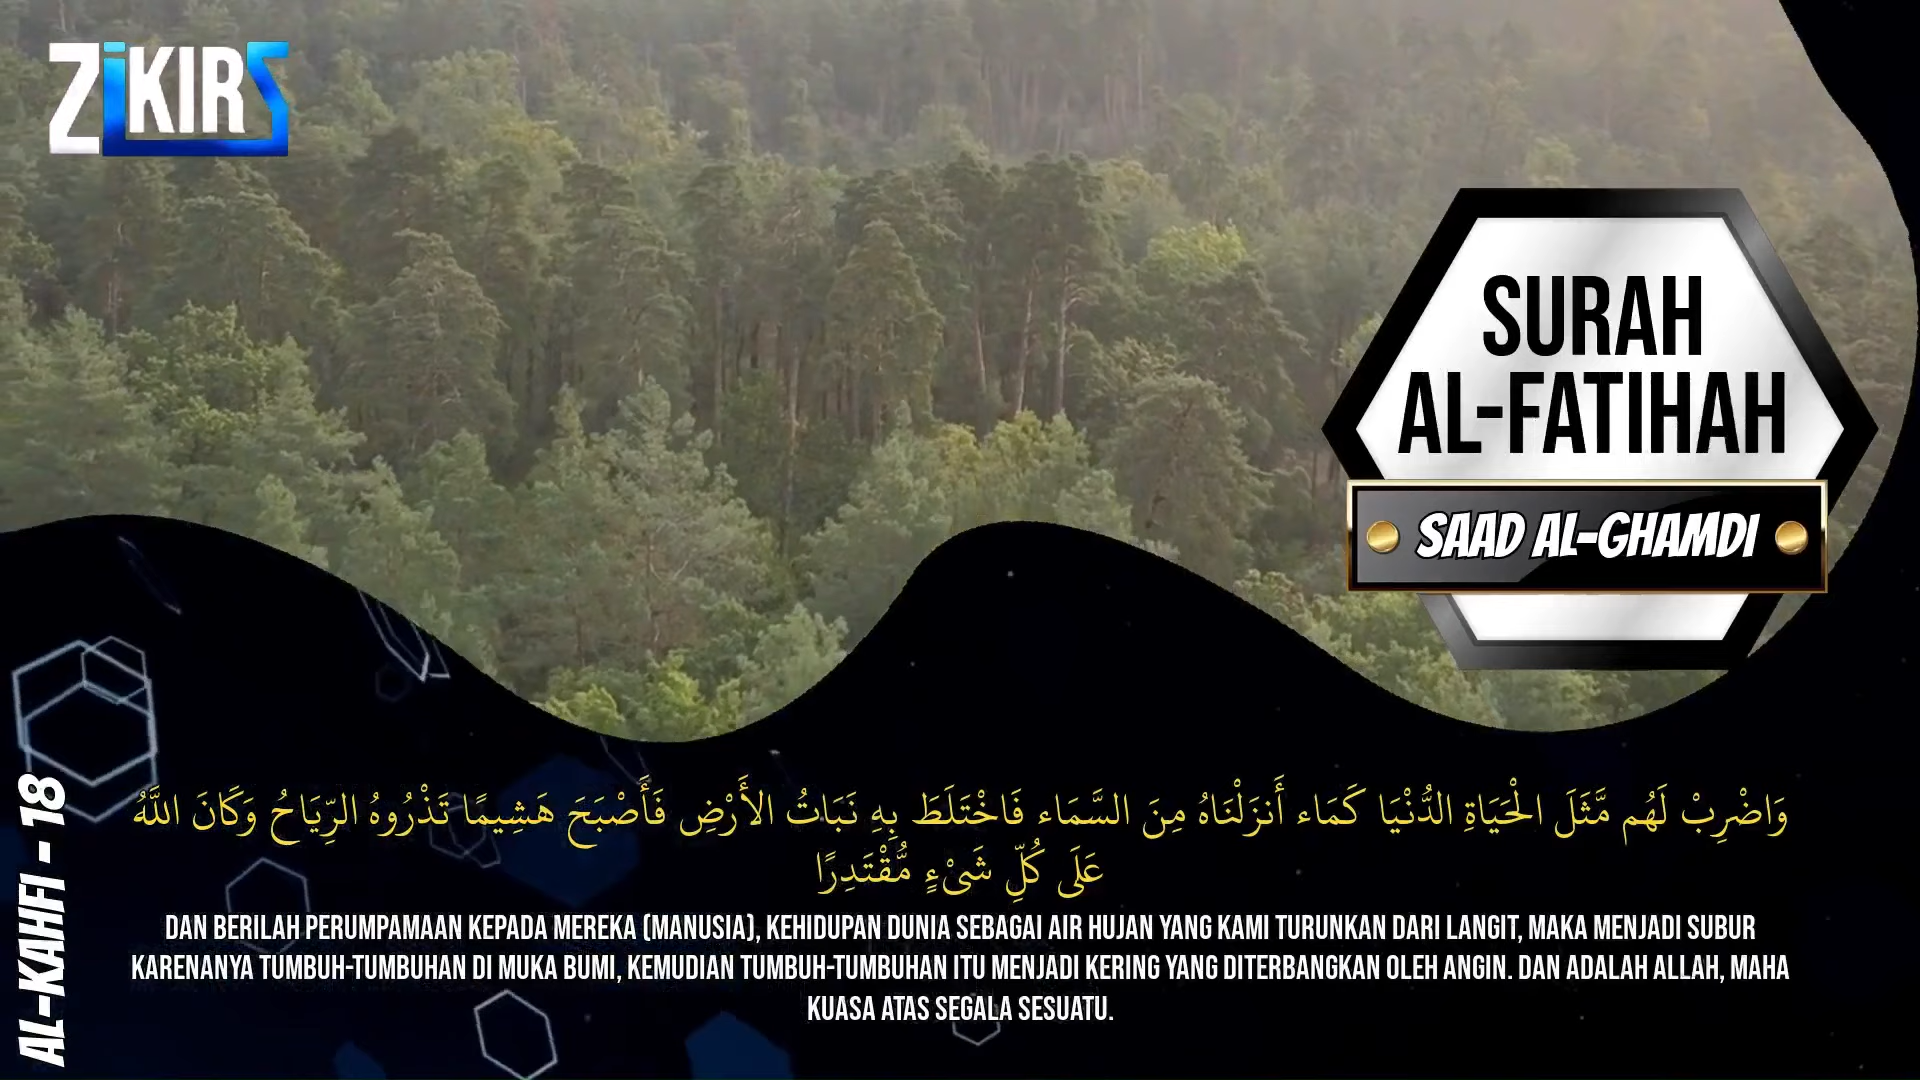 ZiKIRS
SURAH
AL-FATIHAH
SAAD AL-GHAMDI
وَاضْرِبْ لَهُم مَّثَلَ الْحَيَاةِ الدُّنْيَا كَمَاء أَنزَلْنَاهُ مِنَ السَّمَاء فَاخْتَلَطَ بِهِ نَبَاتُ الأَرْضِ فَأَصْبَحَ هَشِيمًا تَذْرُوهُ الرِّيَاحُ وَكَانَ اللَّهُ
عَلَى كُلِّ شَىْءٍ مُّقْتَدِرًا
DAN BERILAH PERUMPAMAAN KEPADA MEREKA (MANUSIA), KEHIDUPAN DUNIA SEBAGAI AIR HUJAN YANG KAMI TURUNKAN DARI LANGIT, MAKA MENJADI SUBUR
KARENANYA TUMBUH-TUMBUHAN DI MUKA BUMI, KEMUDIAN TUMBUH-TUMBUHAN ITU MENJADI KERING YANG DITERBANGKAN OLEH ANGIN. DAN ADALAH ALLAH, MAHA
KUASA ATAS SEGALA SESUATU.
AL-KAHFI - 18